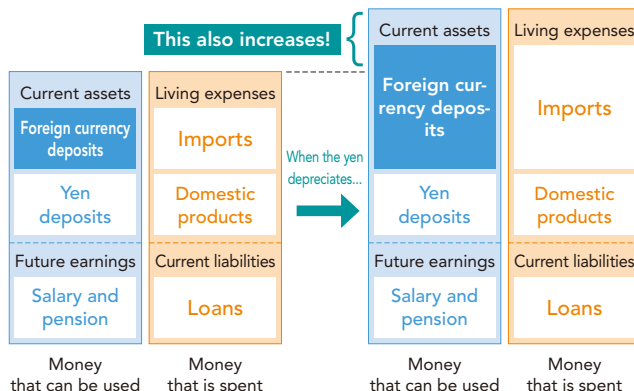 This also increases!
Current assets
Foreign currency
deposits
Yen
deposits
Future earnings
Salary and
pension
Money
that can be used
Living expenses
Imports
Domestic
products
Current liabilities
Loans
Money
that is spent
When the yen
depreciates...
Current assets
Foreign cur-
rency depos-
its
Yen
deposits
Future earnings
Salary and
pension
Money
that can be used
Living expenses
Imports
Domestic
products
Current liabilities
Loans
Money
that is spent